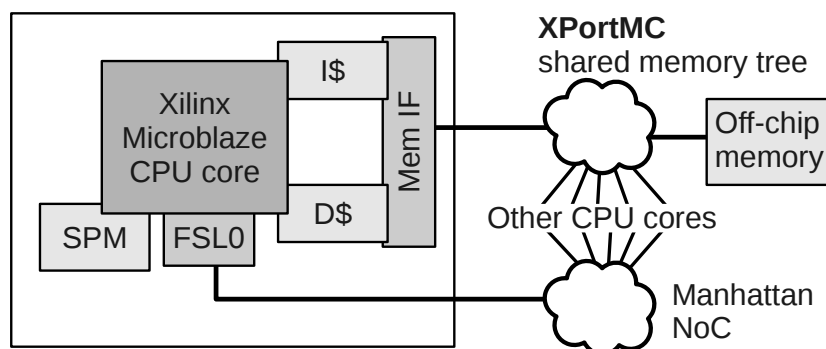 XPortMC
shared memory tree
I$
Xilinx
Microblaze
CPU core
Mem IF
Off-chip
memory
D$
SPM
FSL0
Other CPU cores
Manhattan
NoC